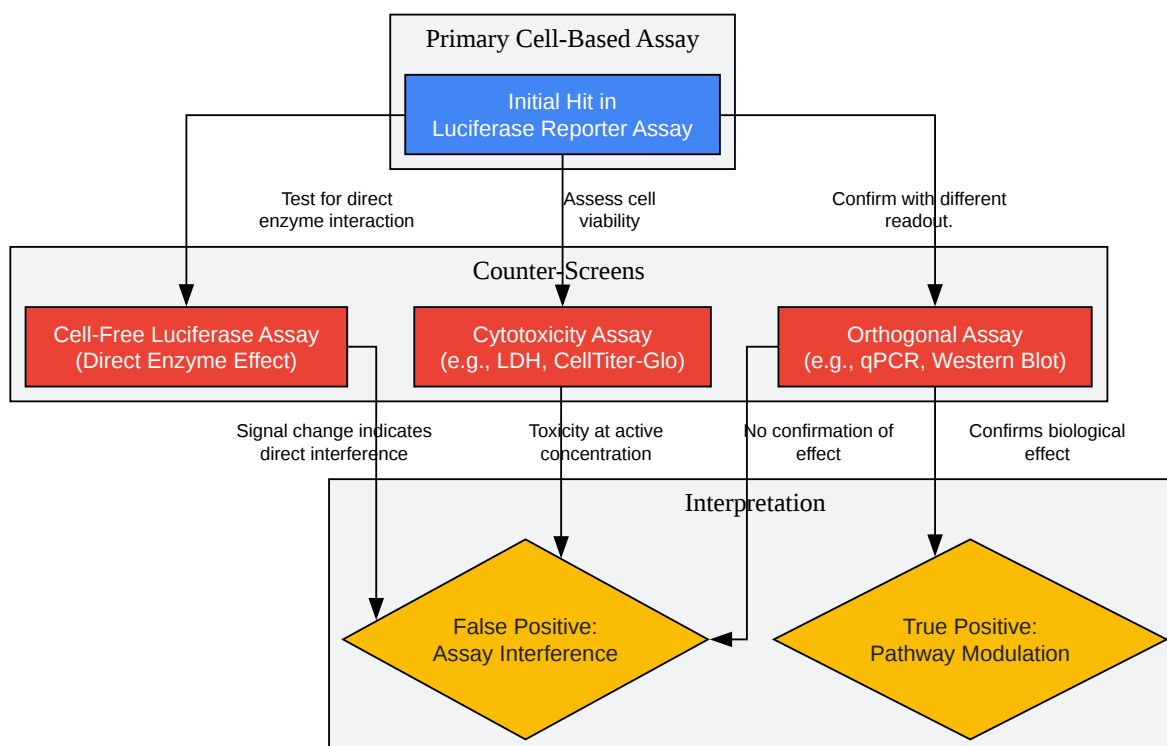 Primary Cell-Based Assay
Initial Hit in
Luciferase Reporter Assay
Test for direct
enzyme interaction
Assess cell
viability
Confirm with different
readout.
Counter-Screens
Cell-Free Luciferase Assay
(Direct Enzyme Effect)
Cytotoxicity Assay
(e.g., LDH, CellTiter-Glo)
Orthogonal Assay
(e.g., qPCR, Western Blot)
Signal change indicates
direct interference
Toxicity at active
concentration
No confirmation of
effect
Confirms biological
effect
Interpretation
False Positive:
Assay Interference
True Positive:
Pathway Modulation